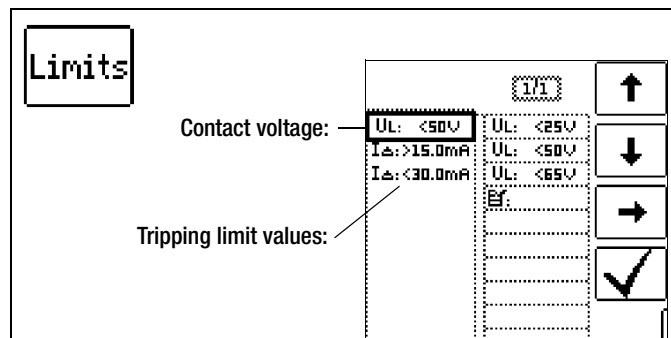 Limits
1/1
Contact voltage:
UL: <50V
UL: <25V
I⏢:>15.0mA
UL: <50V
I⏢:<30.0mA
UL: <65V
Tripping limit values: